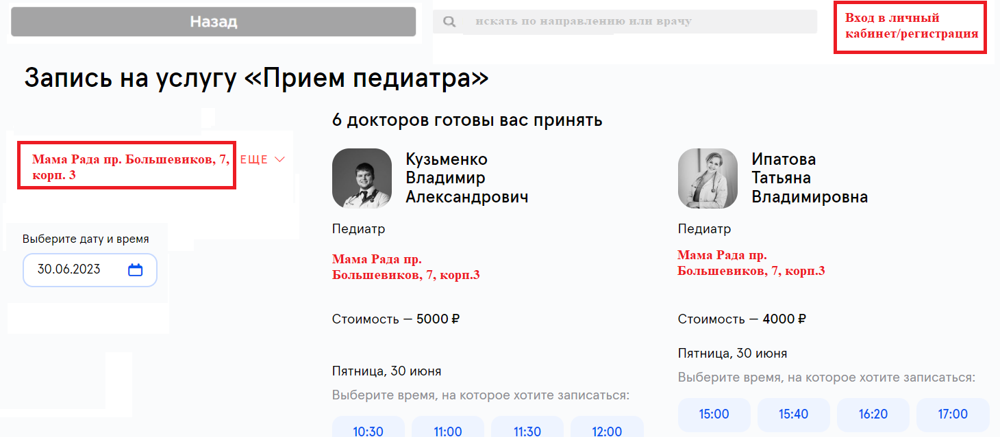 Назад
искать по направлению или врачу
Вход в личный
кабинет/регистрация
Запись на услугу «Прием педиатра»
6 докторов готовы вас принять
Мама Рада пр. Большевиков, 7,
корп. 3
ЕЩЕ
Выберите дату и время
30.06.2023
Кузьменко
Владимир
Александрович
Педиатр
Мама Рада пр.
Большевиков, 7, корп.3
Стоимость — 5000 ₽
Пятница, 30 июня
Выберите время, на которое хотите записаться:
10:30 11:00 11:30 12:00
Ипатова
Татьяна
Владимировна
Педиатр
Мама Рада пр.
Большевиков, 7, корп.3
Стоимость — 4000 ₽
Пятница, 30 июня
Выберите время, на которое хотите записаться:
15:00 15:40 16:20 17:00